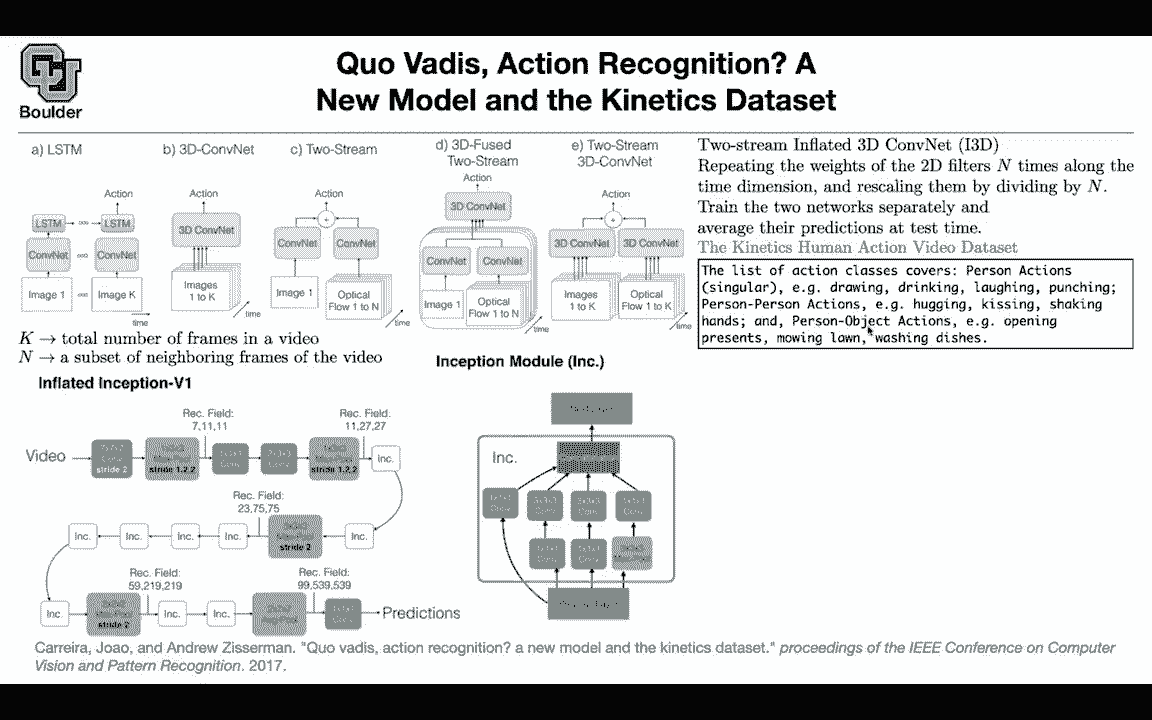 Boulder
Quo Vadis, Action Recognition? A
New Model and the Kinetics Dataset
a) LSTM
Action
LSTM
LSTM
ConvNet
ConvNet
Image 1
Image K
time
b) 3D-ConvNet
Action
3D ConvNet
Images
1 to K
time
c) Two-Stream
Action
+
ConvNet
ConvNet
Image 1
Optical
Flow 1 to N
time
d) 3D-Fused
Two-Stream
Action
3D ConvNet
ConvNet
ConvNet
Image 1
Optical
Flow 1 to N
time
e) Two-Stream
3D-ConvNet
Action
+
3D ConvNet
3D ConvNet
Images
1 to K
Optical
Flow 1 to K
time
K → total number of frames in a video
N → a subset of neighboring frames of the video
Two-stream Inflated 3D ConvNet (I3D)
Repeating the weights of the 2D filters N times along the
time dimension, and rescaling them by dividing by N.
Train the two networks separately and
average their predictions at test time.
The Kinetics Human Action Video Dataset
The list of action classes covers: Person Actions
(singular), e.g. drawing, drinking, laughing, punching;
Person-Person Actions, e.g. hugging, kissing, shaking
hands; and, Person-Object Actions, e.g. opening
presents, mowing lawn, washing dishes.
Inflated Inception-V1
Rec. Field:
7,11,11
Rec. Field:
11,27,27
Video
stride 2
stride 1,2,2
stride 1,2,2
Inc.
Rec. Field:
23,75,75
Inc.
Inc.
Inc.
Inc.
stride 2
Inc.
Rec. Field:
59,219,219
Rec. Field:
99,539,539
Inc.
stride 2
Inc.
Inc.
Predictions
Inception Module (Inc.)
Inc.
Carreira, Joao, and Andrew Zisserman. "Quo vadis, action recognition? a new model and the kinetics dataset." proceedings of the IEEE Conference on Computer
Vision and Pattern Recognition. 2017.